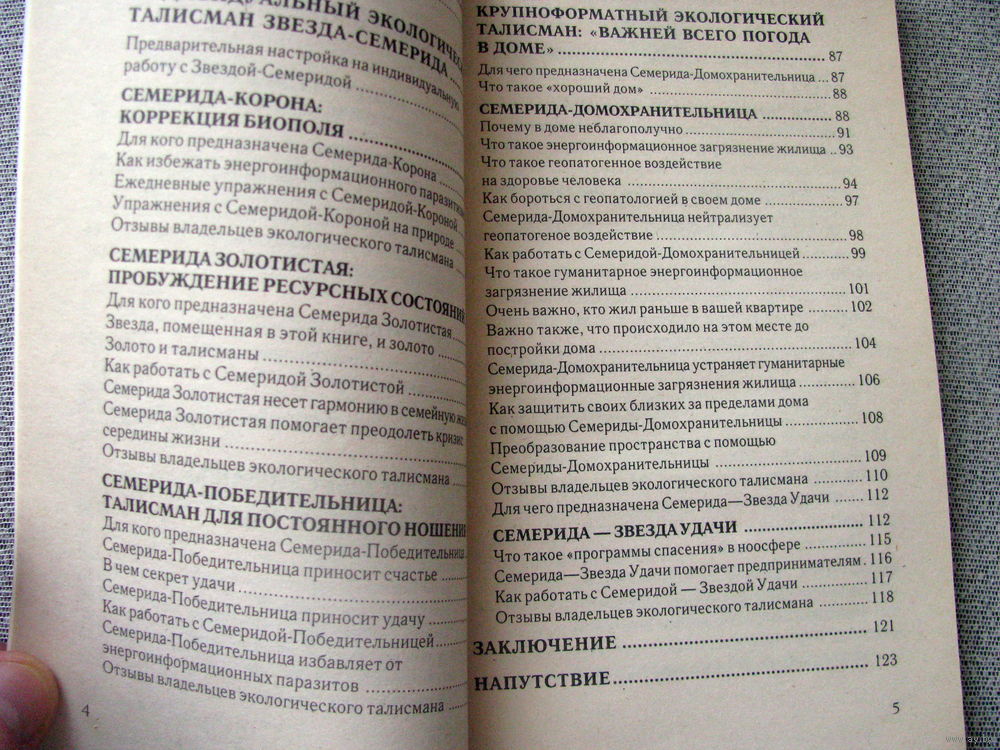 ЭКОЛОГИЧЕС
ТАЛИСМАН ЗВЕЗДА-СЕМЕРИДА ....
Предварительная настройка на индивидуальную
работу с Звездой-Семеридой ....................
СЕМЕРИДА-КОРОНА:
КОРРЕКЦИЯ БИОПОЛЯ ....................
Для кого предназначена Семерида-Корона ....
Как избежать энергоинформационного паразитизм
Ежедневные упражнения с Семеридой-Короной
Упражнения с Семеридой-Короной на природе
Отзывы владельцев экологического талисмана ....
СЕМЕРИДА ЗОЛОТИСТАЯ:
ПРОБУЖДЕНИЕ РЕСУРСНЫХ СОСТОЯНИЙ
Для кого предназначена Семерида Золотистая ....
Звезда, помещенная в этой книге, и золото ....
Золото и талисманы ....................
Как работать с Семеридой Золотистой ..........
Семерида Золотистая несет гармонию в семейную
Семерида Золотистая помогает преодолеть кризис
середины жизни ....................
Отзывы владельцев экологического талисмана ....
СЕМЕРИДА-ПОБЕДИТЕЛЬНИЦА:
ТАЛИСМАН ДЛЯ ПОСТОЯННОГО НОШЕНИЯ
Для кого предназначена Семерида-Победительница
Семерида-Победительница приносит счастье ....
В чем секрет удачи ....................
Семерида-Победительница приносит удачу ......
Как работать с Семеридой-Победительницей ......
Семерида-Победительница избавляет от
энергоинформационных паразитов ..............
Отзывы владельцев экологического талисмана ....
4
КРУПНОФОРМАТНЫЙ ЭКОЛОГИЧЕСКИЙ
ТАЛИСМАН: «ВАЖНЕЙ ВСЕГО ПОГОДА
В ДОМЕ» .......................................... 87
Для чего предназначена Семерида-Домохранительница ... 87
Что такое «хороший дом» .......................... 88
СЕМЕРИДА-ДОМОХРАНИТЕЛЬНИЦА ............ 88
Почему в доме неблагополучно .................... 91
Что такое энергоинформационное загрязнение жилища .. 93
Что такое геопатогенное воздействие
на здоровье человека .............................. 94
Как бороться с геопатологией в своем доме ............ 97
Семерида-Домохранительница нейтрализует
геопатогеное воздействие .......................... 98
Как работать с Семеридой-Домохранительницей ........ 99
Что такое гуманитарное энергоинформационное
загрязнение жилища .............................. 101
Очень важно, кто жил раньше в вашей квартире ........ 102
Важно также, что происходило на этом месте до
постройки дома .................................. 104
Семерида-Домохранительница устраняет гуманитарные
энергоинформационные загрязнения жилища .......... 106
Как защитить своих близких за пределами дома
с помощью Семериды-Домохранительницы ............ 108
Преобразование пространства с помощью
Семериды-Домохранительницы .................... 109
Отзывы владельцев экологического талисмана ........ 110
Для чего предназначена Семерида—Звезда Удачи ...... 112
СЕМЕРИДА — ЗВЕЗДА УДАЧИ ................ 112
Что такое «программы спасения» в ноосфере .......... 115
Семерида—Звезда Удачи помогает предпринимателям . 116
Как работать с Семеридой — Звездой Удачи .......... 117
Отзывы владельцев экологического талисмана ........ 118
ЗАКЛЮЧЕНИЕ .............................. 121
НАПУТСТВИЕ .............................. 123
5